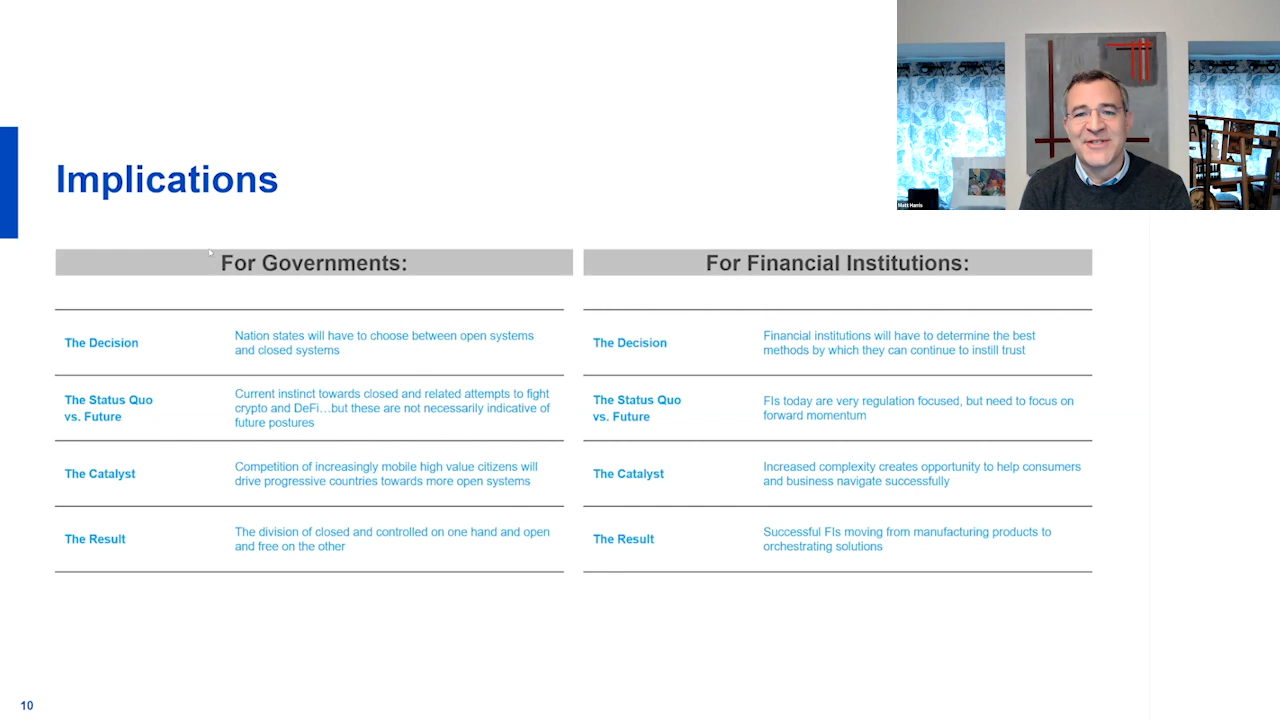 Matt Harris
Implications
For Governments:
The Decision
Nation states will have to choose between open systems
and closed systems
The Status Quo
vs. Future
Current instinct towards closed and related attempts to fight
crypto and DeFi…but these are not necessarily indicative of
future postures
The Catalyst
Competition of increasingly mobile high value citizens will
drive progressive countries towards more open systems
The Result
The division of closed and controlled on one hand and open
and free on the other
For Financial Institutions:
The Decision
Financial institutions will have to determine the best
methods by which they can continue to instill trust
The Status Quo
vs. Future
FIs today are very regulation focused, but need to focus on
forward momentum
The Catalyst
Increased complexity creates opportunity to help consumers
and business navigate successfully
The Result
Successful FIs moving from manufacturing products to
orchestrating solutions
10